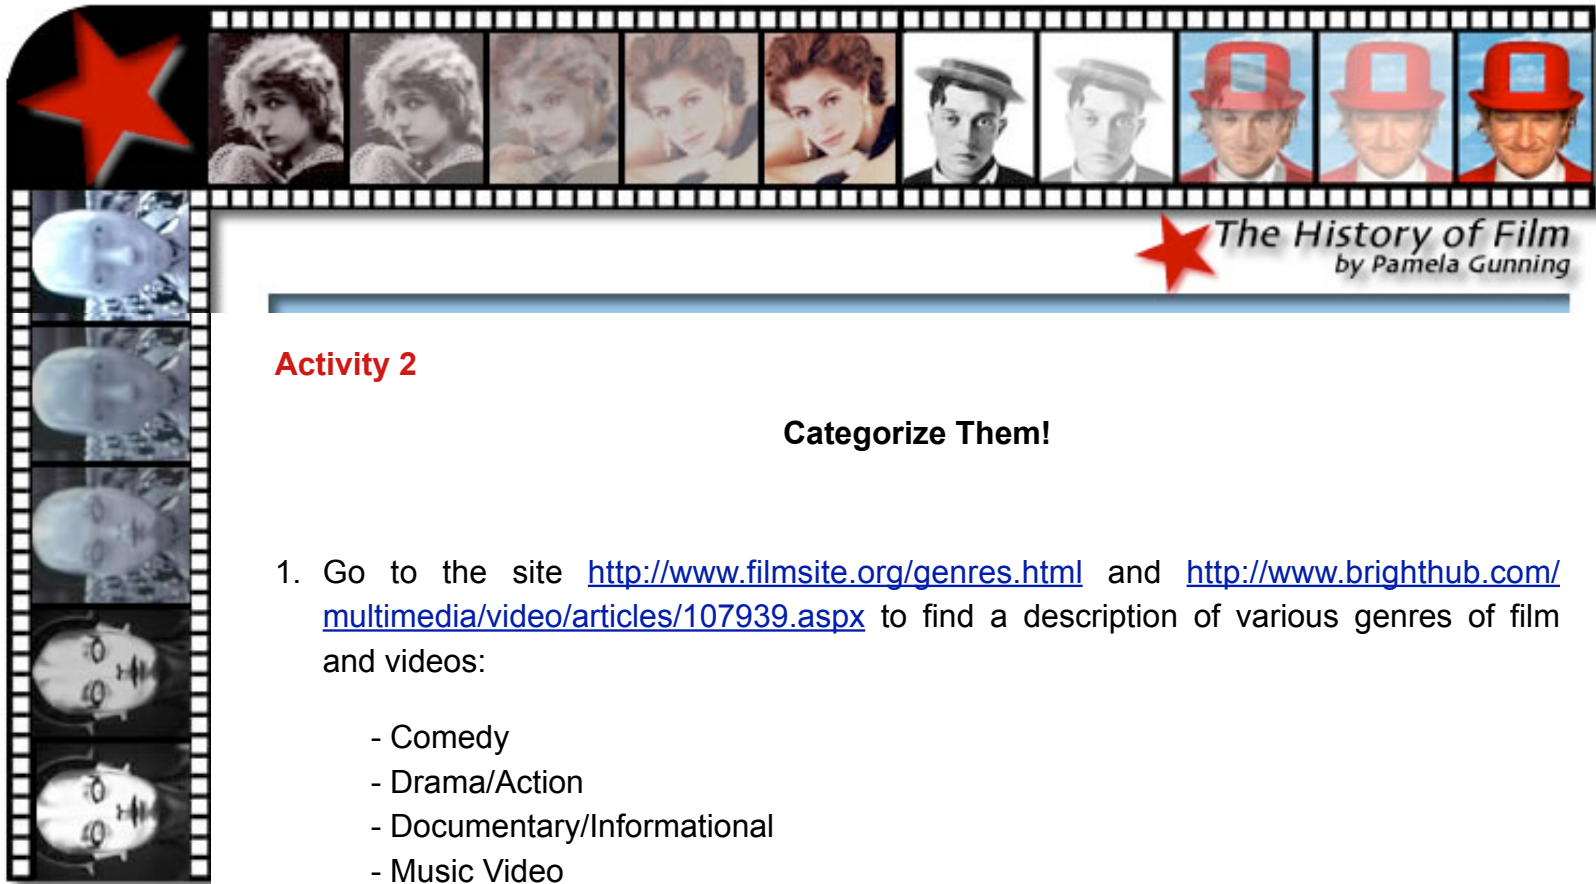 The History of Film
by Pamela Gunning
Activity 2
Categorize Them!
1. Go to the site http://www.filmsite.org/genres.html and http://www.brighthub.com/
multimedia/video/articles/107939.aspx to find a description of various genres of film
and videos:
- Comedy
- Drama/Action
- Documentary/Informational
- Music Video